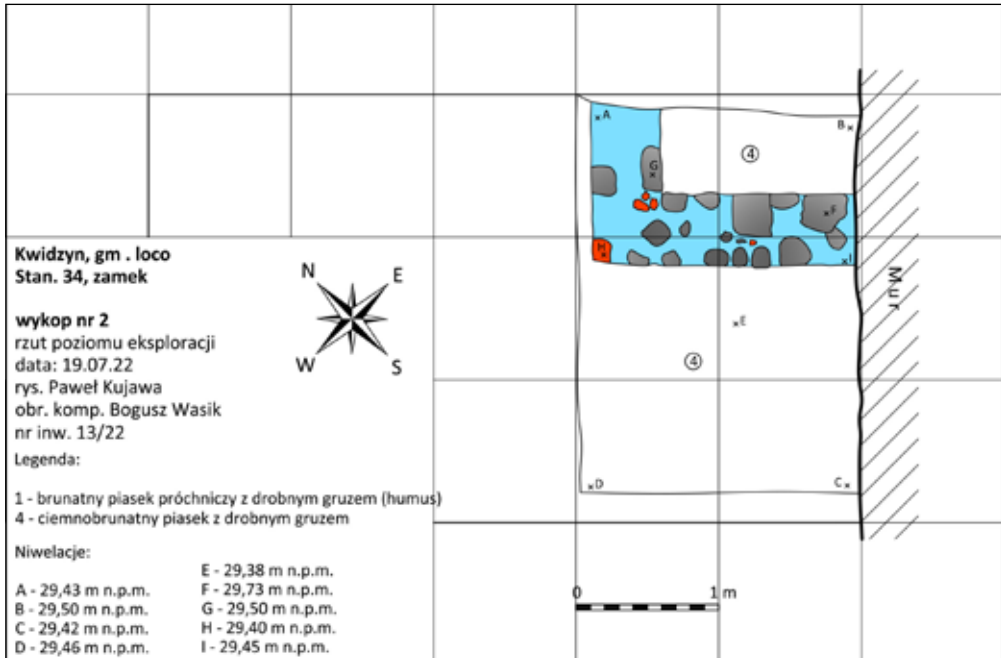 Kwidzyn, gm . loco
Stan. 34, zamek
wykop nr 2
rzut poziomu eksploracji
data: 19.07.22
rys. Paweł Kujawa
obr. komp. Bogusz Wasik
nr inw. 13/22
Legenda:
1 - brunatny piasek próchniczy z drobnym gruzem (humus)
4 - ciemnobrunatny piasek z drobnym gruzem
Niwelacje:
A - 29,43 m n.p.m.
B - 29,50 m n.p.m.
C - 29,42 m n.p.m.
D - 29,46 m n.p.m.
E - 29,38 m n.p.m.
F - 29,73 m n.p.m.
G - 29,50 m n.p.m.
H - 29,40 m n.p.m.
I - 29,45 m n.p.m.
N
E
W
S
A
B
4
G
F
H
I
E
4
D
C
Mur
0
1 m